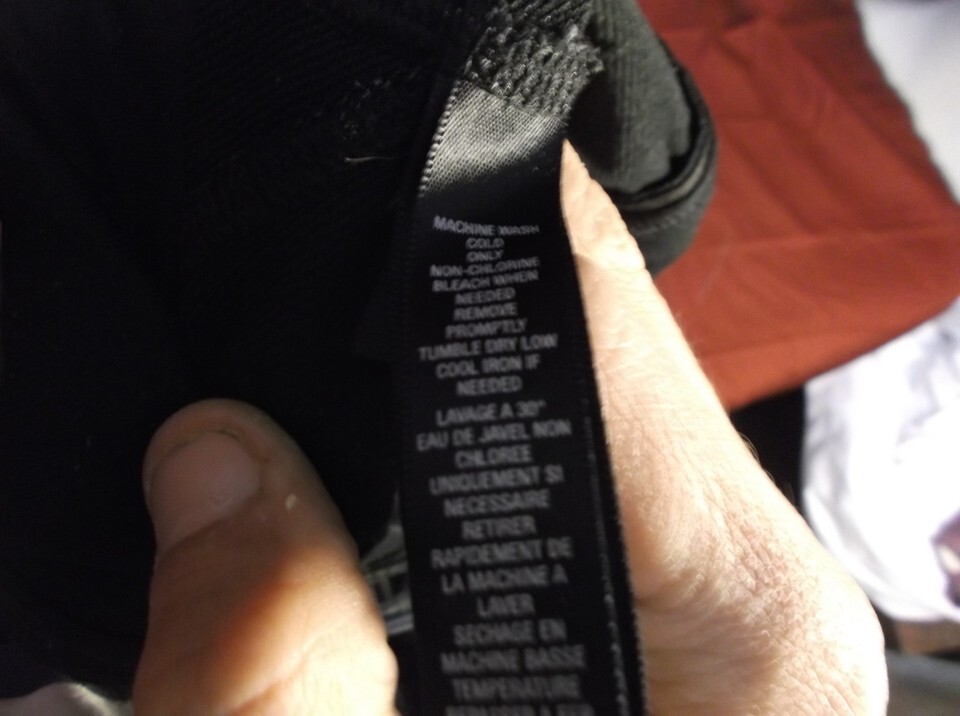 MACHINE WASH
COLD
ONLY
NON-CHLORINE
BLEACH WHEN
NEEDED
REMOVE
PROMPTLY
TUMBLE DRY LOW
COOL IRON IF
NEEDED
LAVAGE A 30°
EAU DE JAVEL NON
CHLOREE
UNIQUEMENT SI
NECESSAIRE
RETIRER
RAPIDEMENT DE
LA MACHINE A
LAVER
SECHAGE EN
MACHINE BASSE
TEMPERATURE
REPASSER A FER